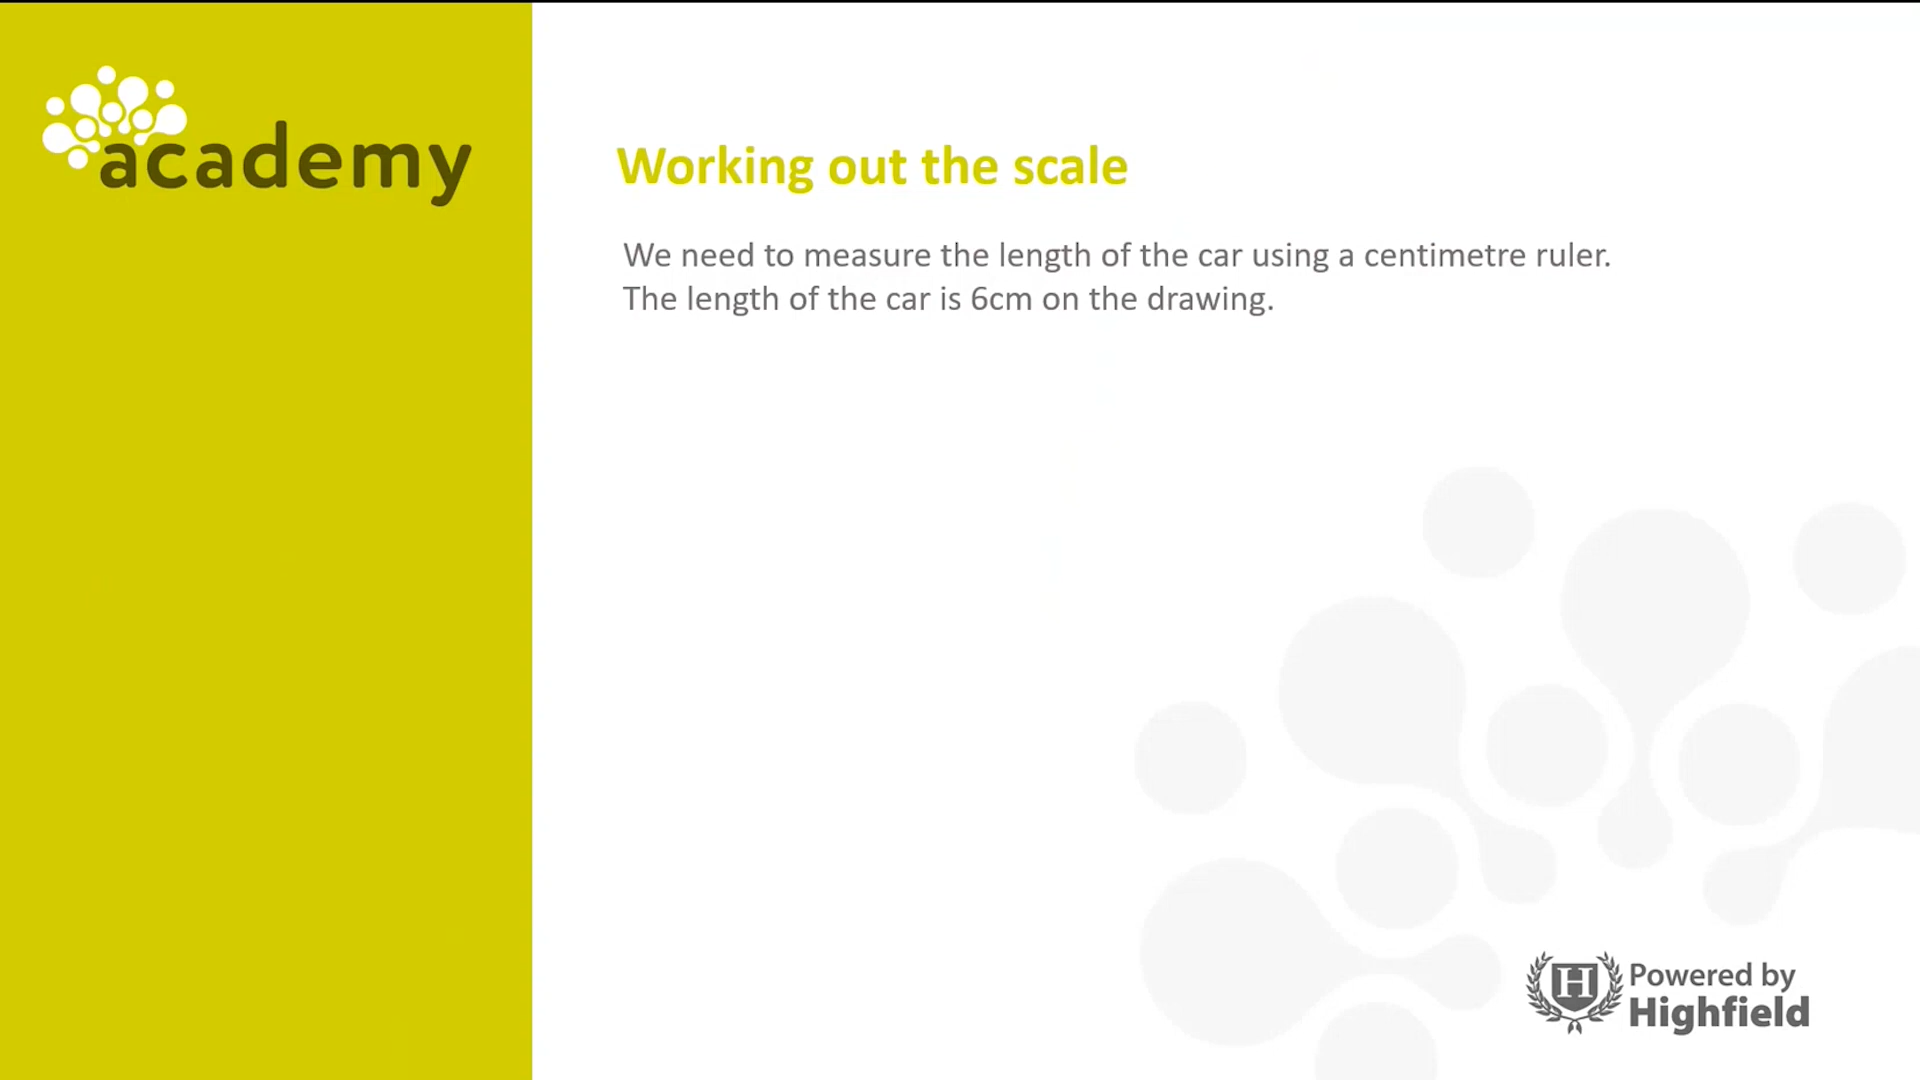 academy
Working out the scale
We need to measure the length of the car using a centimetre ruler.
The length of the car is 6cm on the drawing.
H
Powered by
Highfield